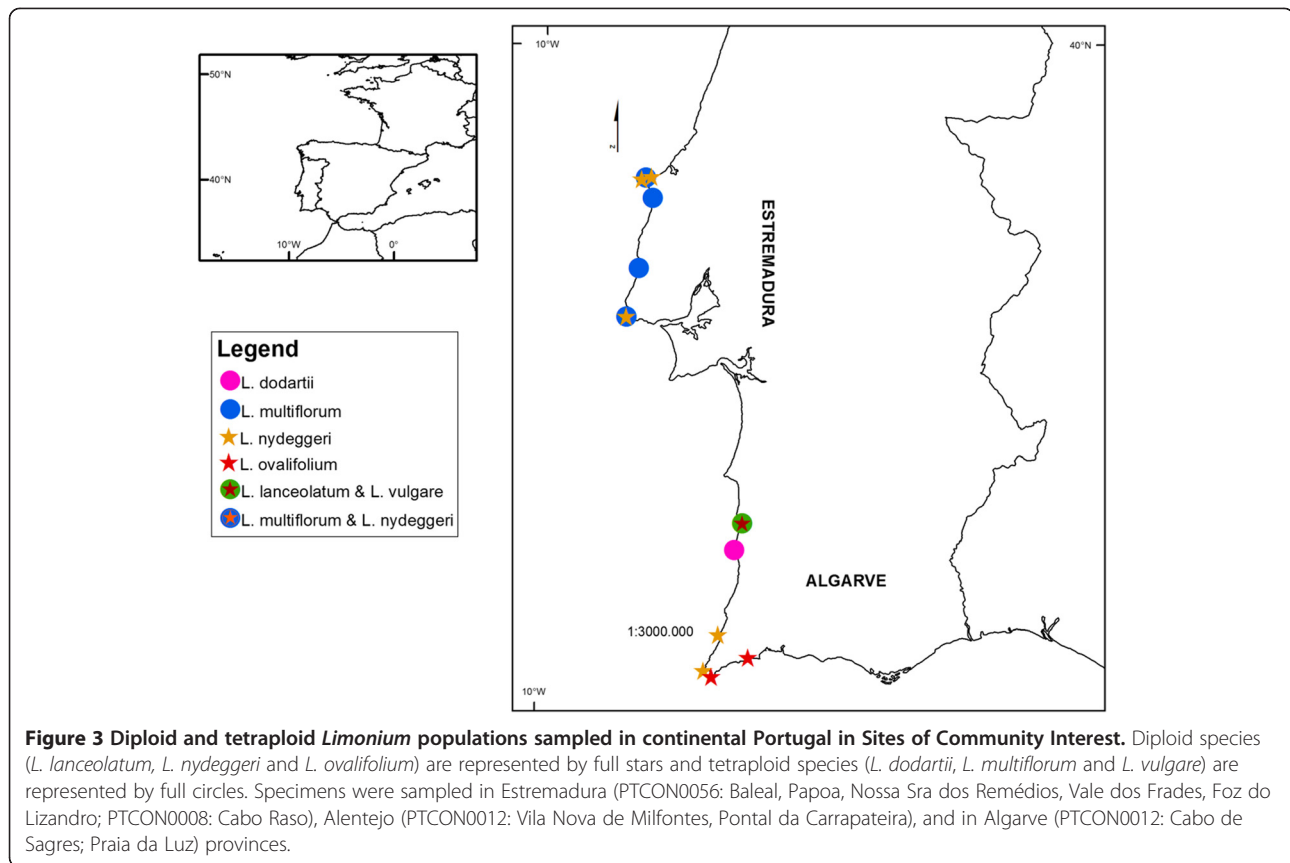 50°N
40°N
10°W
0°
10°W
40°N
z
ESTREMADURA
ALGARVE
1:3000.000
10°W
Legend
L. dodartii
L. multiflorum
L. nydeggeri
L. ovalifolium
L. lanceolatum & L. vulgare
L. multiflorum & L. nydeggeri
Figure 3 Diploid and tetraploid Limonium populations sampled in continental Portugal in Sites of Community Interest. Diploid species
(L. lanceolatum, L. nydeggeri and L. ovalifolium) are represented by full stars and tetraploid species (L. dodartii, L. multiflorum and L. vulgare) are
represented by full circles. Specimens were sampled in Estremadura (PTCON0056: Baleal, Papoa, Nossa Sra dos Remédios, Vale dos Frades, Foz do
Lizandro; PTCON0008: Cabo Raso), Alentejo (PTCON0012: Vila Nova de Milfontes, Pontal da Carrapateira), and in Algarve (PTCON0012: Cabo de
Sagres; Praia da Luz) provinces.